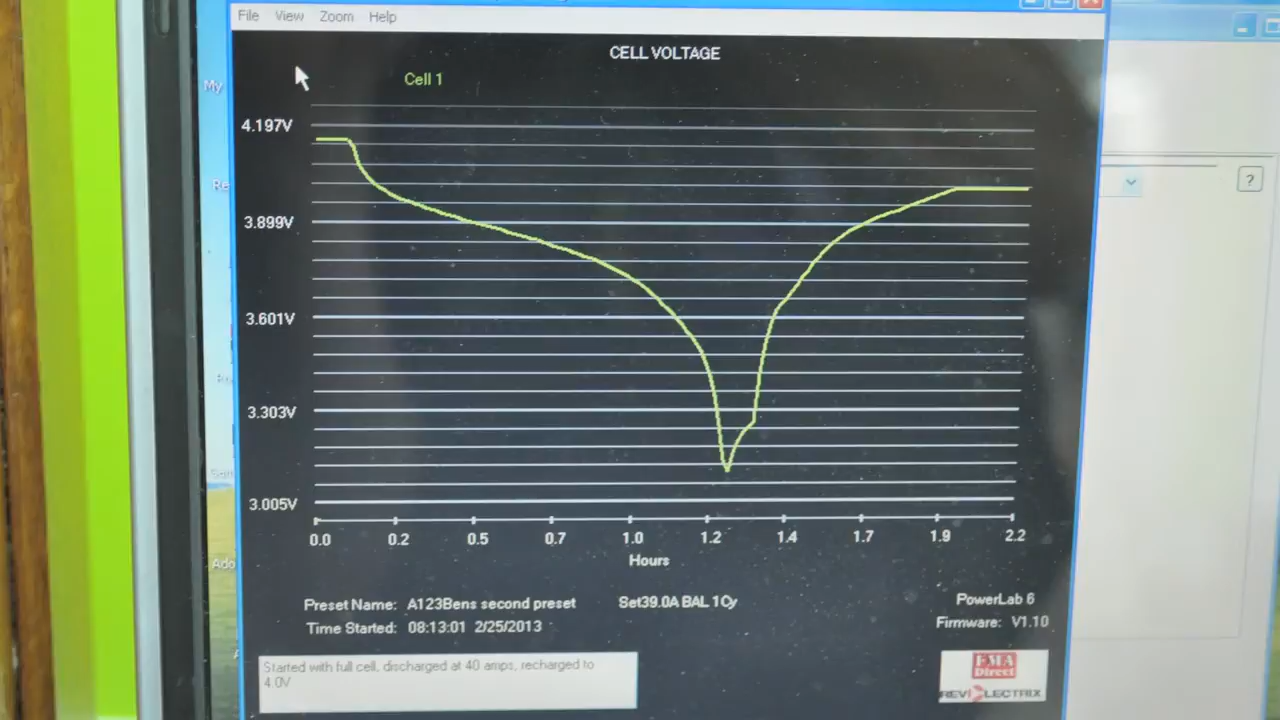 File View Zoom Help
CELL VOLTAGE
My
Cell 1
4.197V
Re
?
3.899V
3.601V
3.303V
3.005V
0.0 0.2 0.5 0.7 1.0 1.2 1.4 1.7 1.9 2.2
Hours
Ado
Preset Name: A123Bens second preset Set39.0A BAL 1Cy PowerLab 6
Time Started: 08:13:01 2/25/2013 Firmware: V1.10
Started with full cell, discharged at 40 amps, recharged to
4.0V
FMA
Direct
REVOLECTRIX